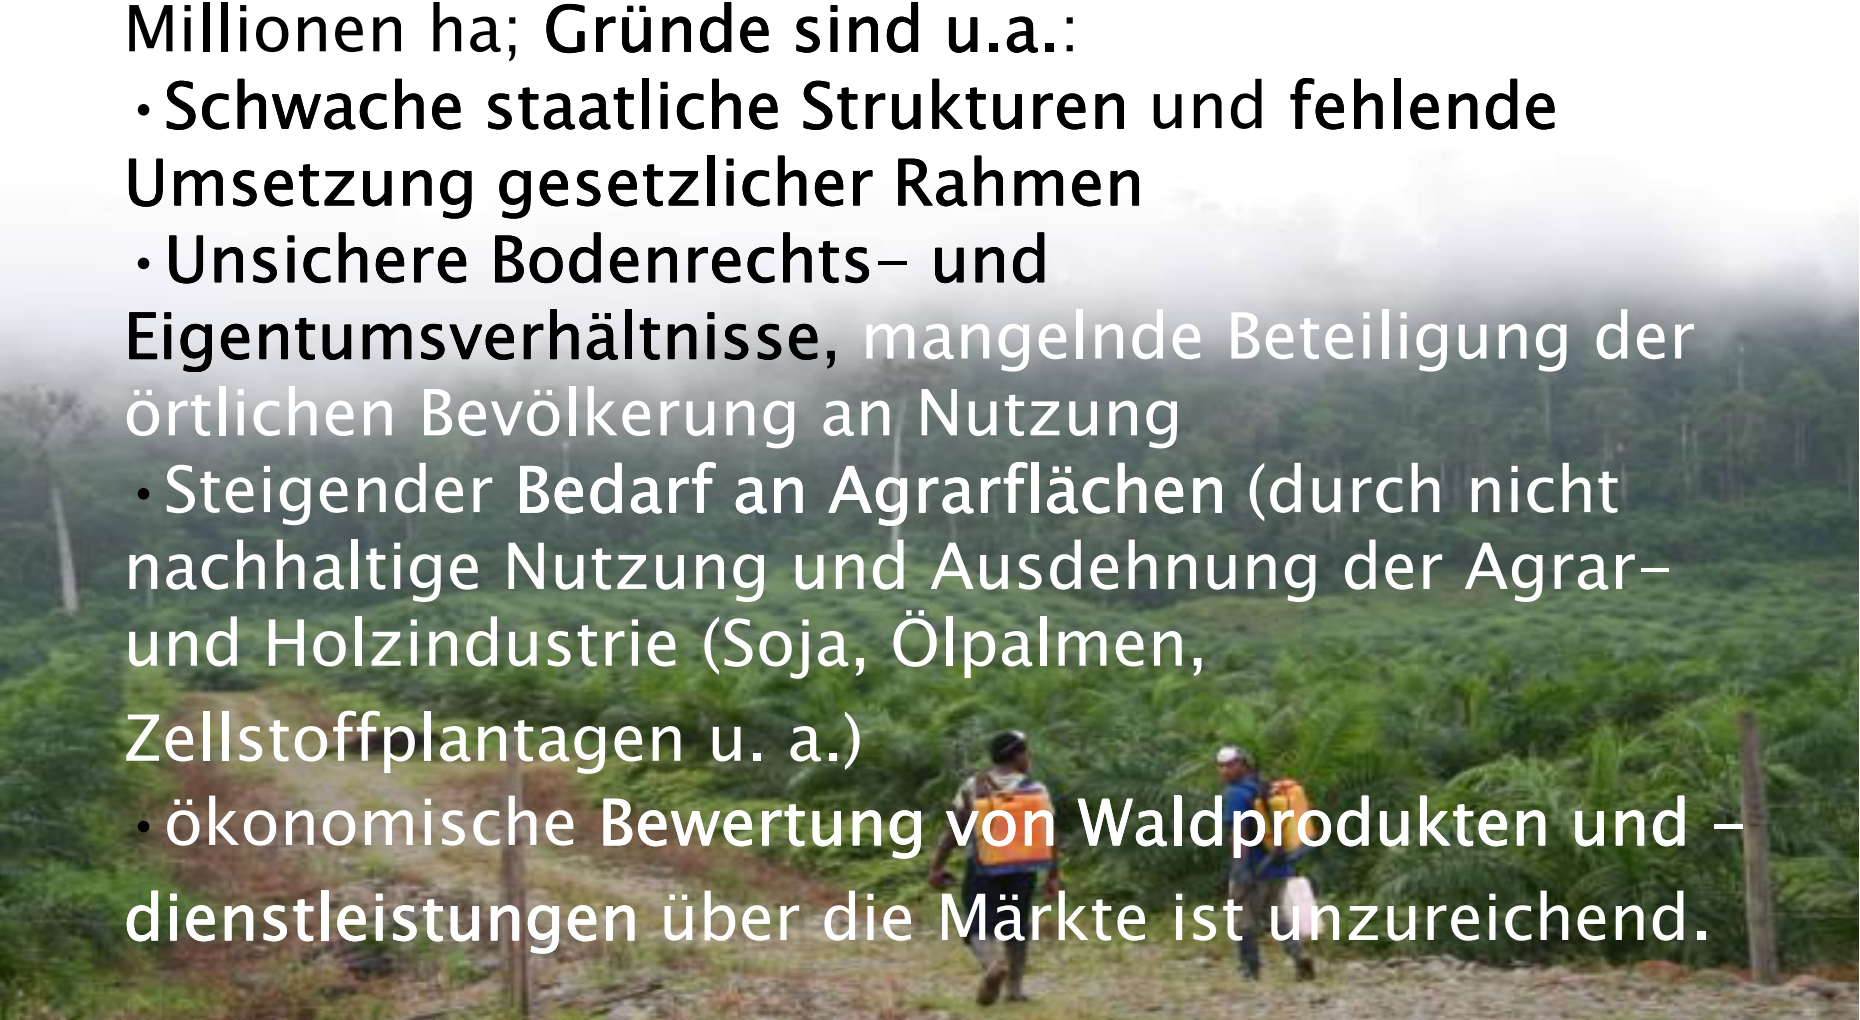 Millionen ha; Gründe sind u.a.:
•Schwache staatliche Strukturen und fehlende
Umsetzung gesetzlicher Rahmen
•Unsichere Bodenrechts- und
Eigentumsverhältnisse, mangelnde Beteiligung der
örtlichen Bevölkerung an Nutzung
•Steigender Bedarf an Agrarflächen (durch nicht
nachhaltige Nutzung und Ausdehnung der Agrar-
und Holzindustrie (Soja, Ölpalmen,
Zellstoffplantagen u. a.)
•ökonomische Bewertung von Waldprodukten und -
dienstleistungen über die Märkte ist unzureichend.